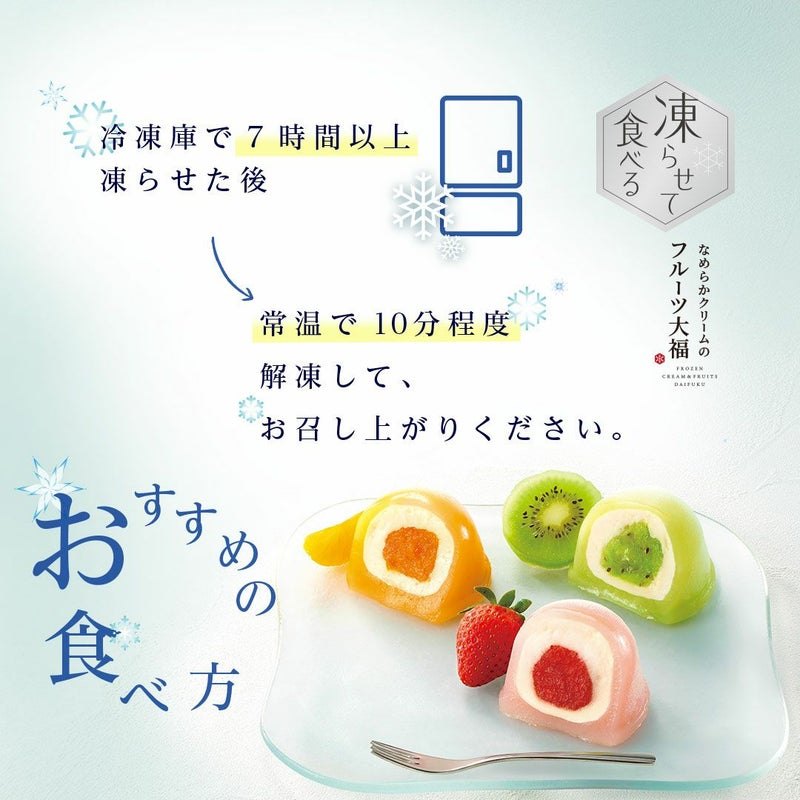 冷凍庫で7時間以上
凍らせた後
常温で10分程度
解凍して、
お召し上がりください。
凍らせて
食べる
なめらかクリームの
フルーツ大福
FROZEN
CREAM&FRUITS
DAIFUKU
おすすめの
お食べ方